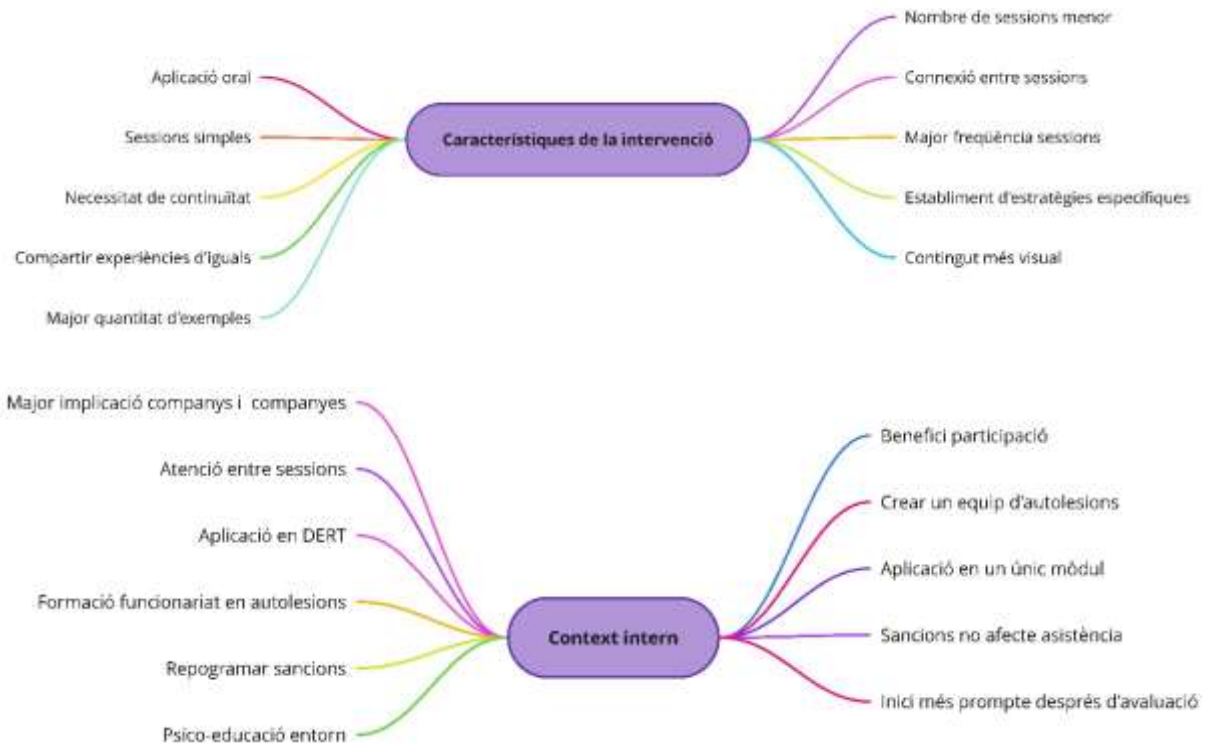 Nombre de sessions menor
Aplicació oral
Connexió entre sessions
Sessions simples
Característiques de la intervenció
Major freqüència sessions
Necessitat de continuïtat
Establiment d'estratègies específiques
Compartir experiències d'iguals
Contingut més visual
Major quantitat d'exemples
Major implicació companys i companyes
Benefici participació
Atenció entre sessions
Crear un equip d'autolesions
Aplicació en DERT
Aplicació en un únic mòdul
Formació funcionariat en autolesions
Context intern
Sancions no afecte asistència
Repogramar sancions
Inici més prompte després d'avaluació
Psico-educació entorn